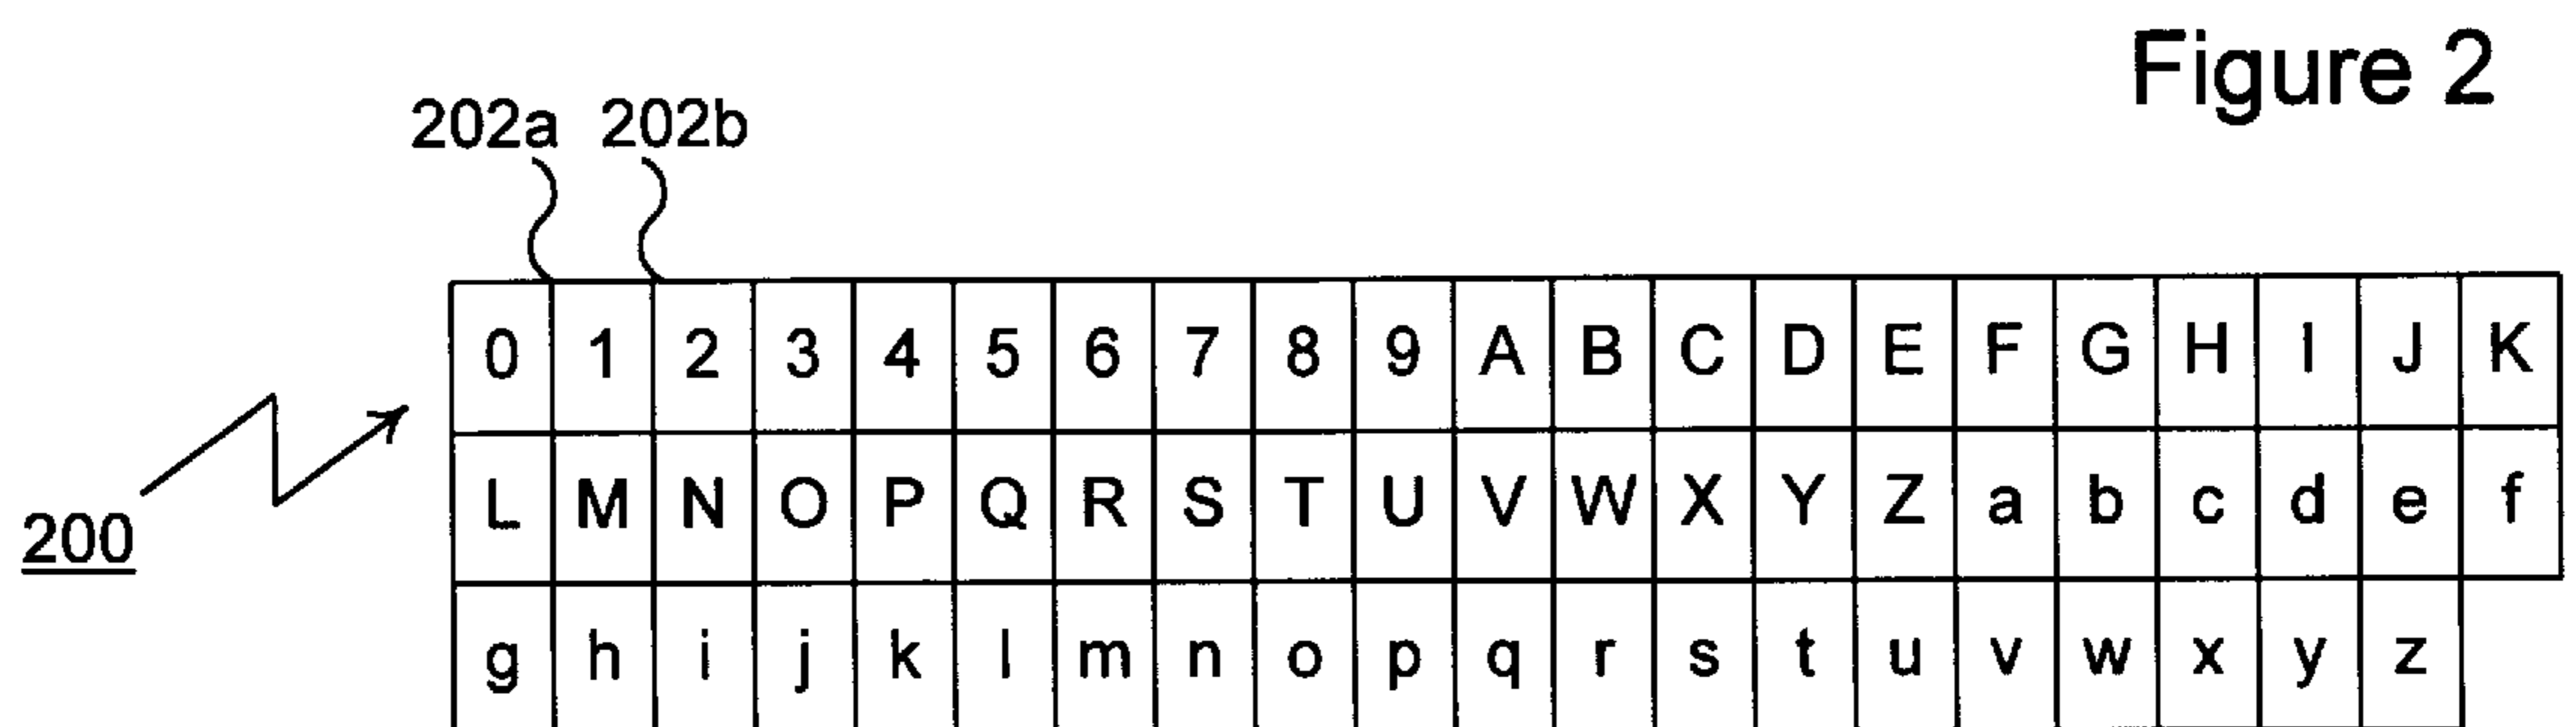 Figure 2
202a 202b
0 1 2 3 4 5 6 7 8 9 A B C D E F G H I J K
L M N O P Q R S T U V W X Y Z a b c d e f
200
g h i j k l m n o p q r s t u v w x y z